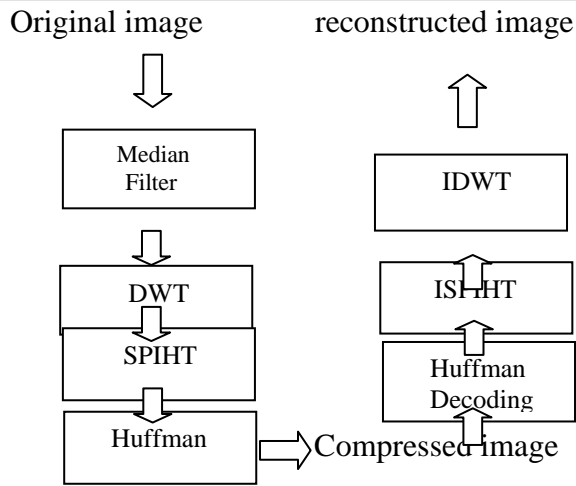 Original image
reconstructed image
Median
Filter
IDWT
DWT
ISPIHT
SPIHT
Huffman
Decoding
Huffman
Compressed image